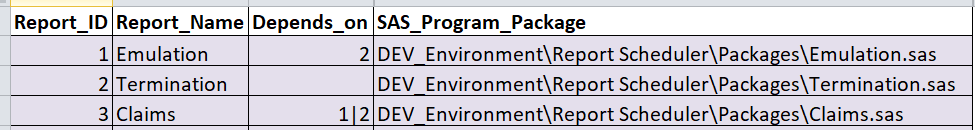 Report_ID Report_Name Depends_on SAS_Program_Package
1 Emulation 2 DEV_Environment\Report Scheduler\Packages\Emulation.sas
2 Termination DEV_Environment\Report Scheduler\Packages\Termination.sas
3 Claims 1|2 DEV_Environment\Report Scheduler\Packages\Claims.sas